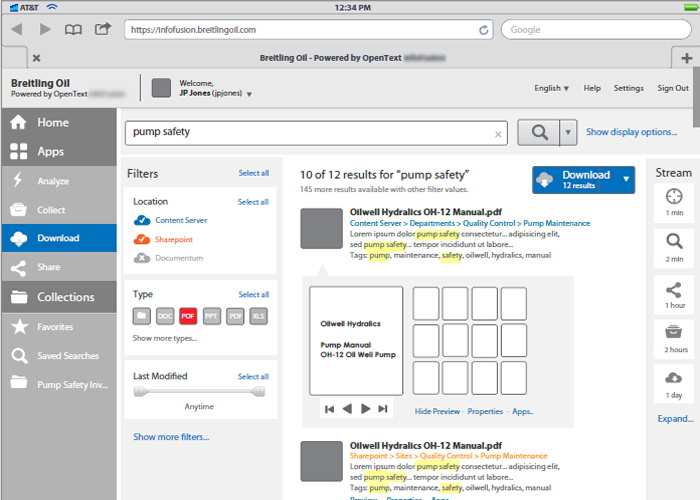 AT&T
12:34 PM
https://infofusion.breitlingoil.com
Google
Breitling Oil - Powered by OpenText
Breitling Oil
Powered by OpenText
Welcome,
JP Jones (jpjones)
English
Help
Settings
Sign Out
Home
Apps
Analyze
Collect
Download
Share
Collections
Favorites
Saved Searches
Pump Safety Inv...
pump safety
Show display options...
Filters
Select all
Location
Select all
Content Server
Sharepoint
Documentum
Type
Select all
DOC
PDF
PPT
PDF
XLS
Show more types...
Last Modified
Select all
Anytime
Show more filters...
10 of 12 results for "pump safety"
145 more results available with other filter values.
Download
12 results
Oilwell Hydralics OH-12 Manual.pdf
Content Server > Departments > Quality Control > Pump Maintenance
Lorem ipsum dolor pump safety consectetur... adipisicing elit,
sed pump safety... tempor incididunt ut labore...
Tags: pump, maintenance, safety, oilwell, hydralics, manual
Oilwell Hydralics
Pump Manual
OH-12 Oil Well Pump
Hide Preview - Properties - Apps..
Oilwell Hydralics OH-12 Manual.pdf
Sharepoint > Sites > Quality Control > Pump Maintenance
Lorem ipsum dolor pump safety consectetur... adipisicing elit,
sed pump safety... tempor incididunt ut labore...
Tags: pump, maintenance, safety, oilwell, hydralics, manual
Preview - Properties - Apps
Stream
1 min
2 min
1 hour
2 hours
1 day
Expand...